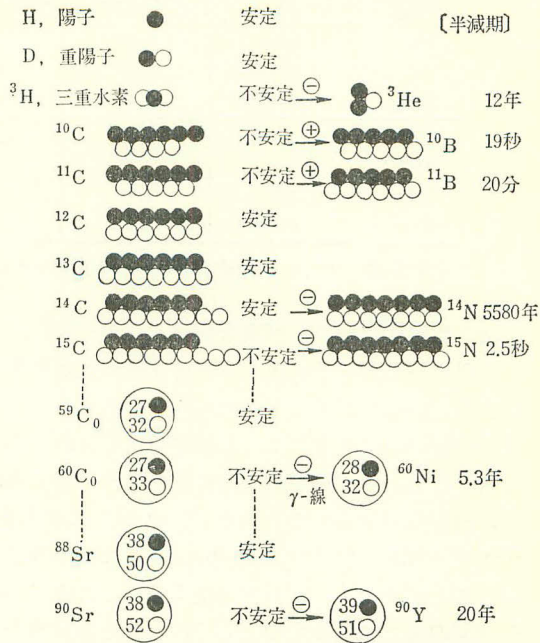 H, 陽子 安定 〔半減期〕
D, 重陽子 安定
³H, 三重水素 不安定 ⊖ ³He 12年
¹⁰C 不安定 ⊕ ¹⁰B 19秒
¹¹C 不安定 ⊕ ¹¹B 20分
¹²C 安定
¹³C 安定
¹⁴C 安定 ⊖ ¹⁴N 5580年
¹⁵C 不安定 ⊖ ¹⁵N 2.5秒
⁵⁹C₀ 27 32 安定
⁶⁰C₀ 27 33 不安定 ⊖ γ-線 28 32 ⁶⁰Ni 5.3年
⁸⁸Sr 38 50 安定
⁹⁰Sr 38 52 不安定 ⊖ 39 51 ⁹⁰Y 20年